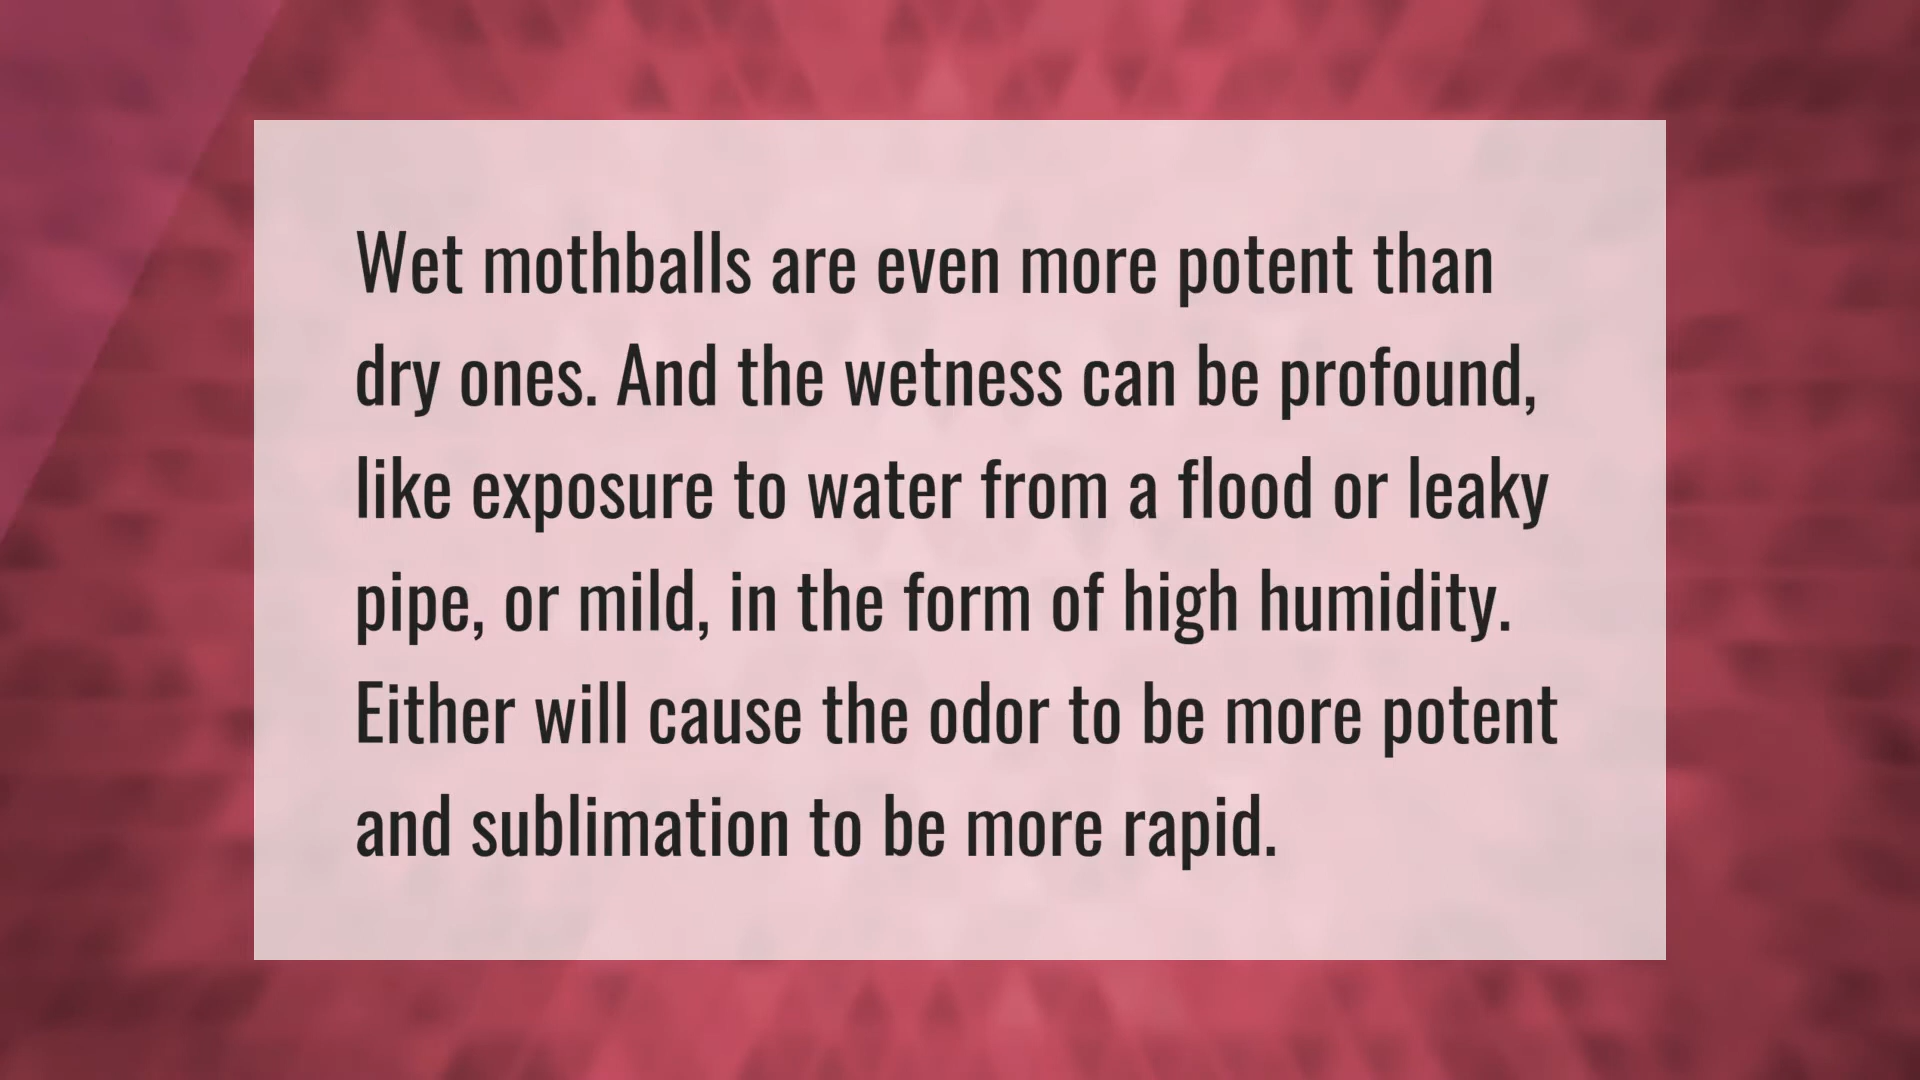 Wet mothballs are even more potent than
dry ones. And the wetness can be profound,
like exposure to water from a flood or leaky
pipe, or mild, in the form of high humidity.
Either will cause the odor to be more potent
and sublimation to be more rapid.